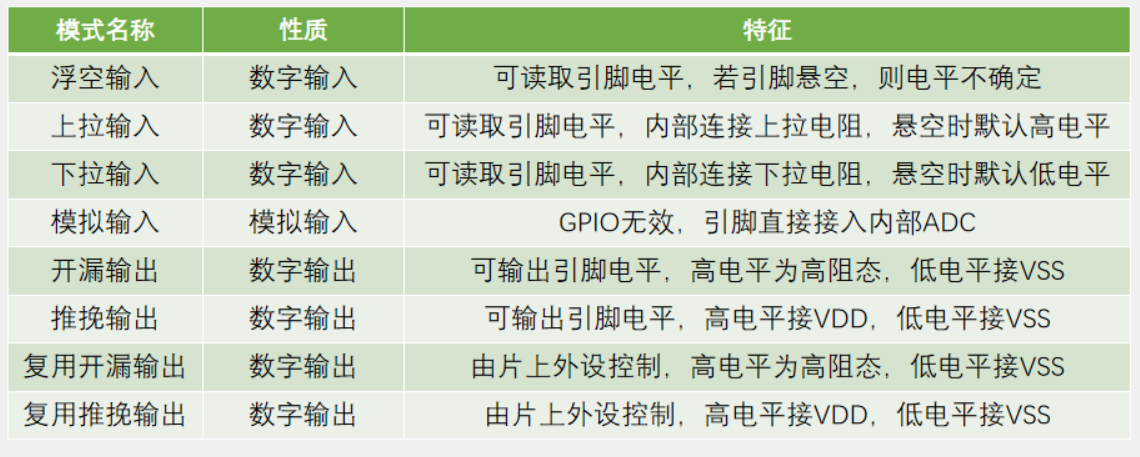 模式名称 性质 特征
浮空输入 数字输入 可读取引脚电平，若引脚悬空，则电平不确定
上拉输入 数字输入 可读取引脚电平，内部连接上拉电阻，悬空时默认高电平
下拉输入 数字输入 可读取引脚电平，内部连接下拉电阻，悬空时默认低电平
模拟输入 模拟输入 GPIO无效，引脚直接接入内部ADC
开漏输出 数字输出 可输出引脚电平，高电平为高阻态，低电平接VSS
推挽输出 数字输出 可输出引脚电平，高电平接VDD，低电平接VSS
复用开漏输出 数字输出 由片上外设控制，高电平为高阻态，低电平接VSS
复用推挽输出 数字输出 由片上外设控制，高电平接VDD，低电平接VSS